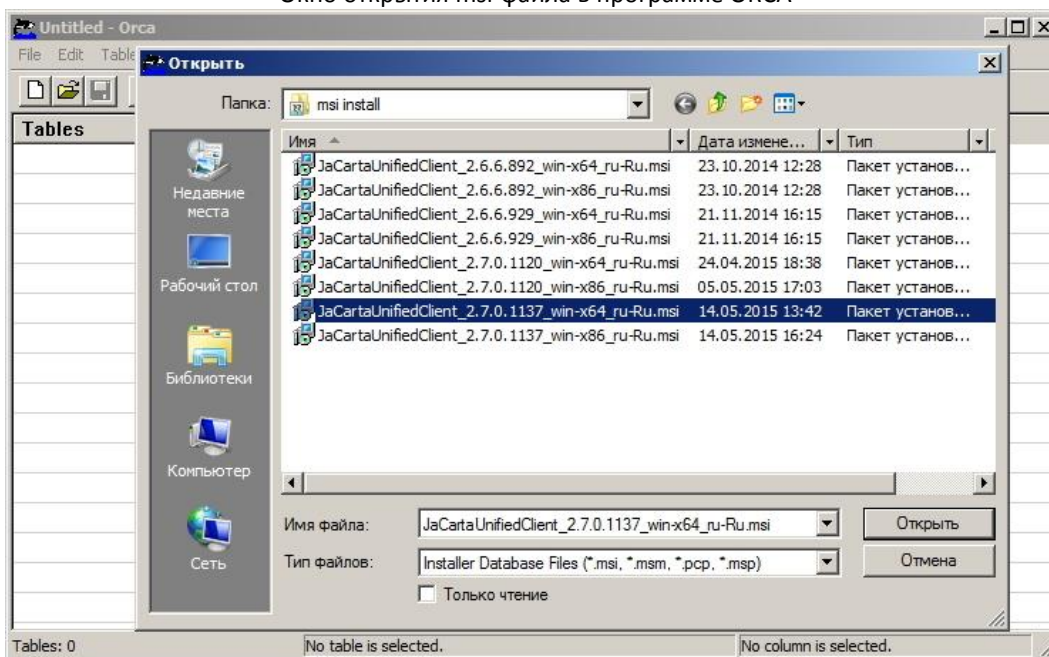 Untitled - Orca
File Edit Table
Открыть
Папка: msi install
Tables
Имя Дата измене... Тип
JaCartaUnifiedClient_2.6.6.892_win-x64_ru-Ru.msi 23.10.2014 12:28 Пакет установ...
JaCartaUnifiedClient_2.6.6.892_win-x86_ru-Ru.msi 23.10.2014 12:28 Пакет установ...
JaCartaUnifiedClient_2.6.6.929_win-x64_ru-Ru.msi 21.11.2014 16:15 Пакет установ...
JaCartaUnifiedClient_2.6.6.929_win-x86_ru-Ru.msi 21.11.2014 16:15 Пакет установ...
JaCartaUnifiedClient_2.7.0.1120_win-x64_ru-Ru.msi 24.04.2015 18:38 Пакет установ...
JaCartaUnifiedClient_2.7.0.1120_win-x86_ru-Ru.msi 05.05.2015 17:03 Пакет установ...
JaCartaUnifiedClient_2.7.0.1137_win-x64_ru-Ru.msi 14.05.2015 13:42 Пакет установ...
JaCartaUnifiedClient_2.7.0.1137_win-x86_ru-Ru.msi 14.05.2015 16:24 Пакет установ...
Недавние
места
Рабочий стол
Библиотеки
Компьютер
Сеть
Имя файла: JaCartaUnifiedClient_2.7.0.1137_win-x64_ru-Ru.msi Открыть
Тип файлов: Installer Database Files (*.msi, *.msm, *.pcp, *.msp) Отмена
Только чтение
Tables: 0 No table is selected. No column is selected.